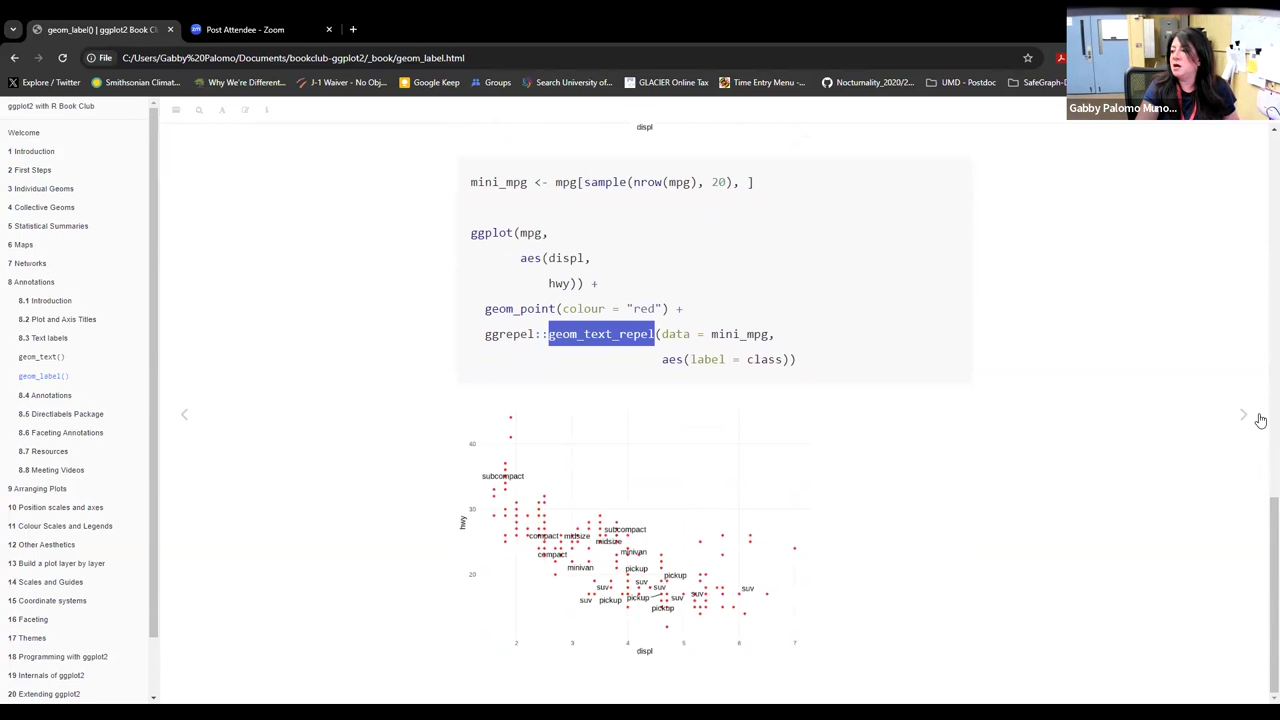 geom_label() | ggplot2 Book Cl
Post Attendee - Zoom
File
C:/Users/Gabby%20Palomo/Documents/bookclub-ggplot2/_book/geom_label.html
Explore / Twitter
Smithsonian Climat...
Why We're Different...
J-1 Waiver - No Obj...
Google Keep
Search University of...
GLACIER Online Tax
Time Entry Menu -...
Nocturnality_2020/2...
UMD - Postdoc
SafeGraph-D
Gabby Palomo Muno...
ggplot2 with R Book Club
Welcome
1 Introduction
2 First Steps
3 Individual Geoms
4 Collective Geoms
5 Statistical Summaries
6 Maps
7 Networks
8 Annotations
8.1 Introduction
8.2 Plot and Axis Titles
8.3 Text labels
geom_text()
geom_label()
8.4 Annotations
8.5 Directlabels Package
8.6 Faceting Annotations
8.7 Resources
8.8 Meeting Videos
9 Arranging Plots
10 Position scales and axes
11 Colour Scales and Legends
12 Other Aesthetics
13 Build a plot layer by layer
14 Scales and Guides
15 Coordinate systems
16 Faceting
17 Themes
18 Programming with ggplot2
19 Internals of ggplot2
20 Extending ggplot2
displ
mini_mpg <- mpg[sample(nrow(mpg), 20), ]
ggplot(mpg,
aes(displ,
hwy)) +
geom_point(colour = "red") +
ggrepel::geom_text_repel(data = mini_mpg,
aes(label = class))
40
subcompact
30
hwy
subcompact
compact
midsize
midsize
compact
minivan
minivan
pickup
pickup
20
suv
suv
suv
suv
suv
pickup
pickup
suv
suv
pickup
2
3
4
5
6
7
displ